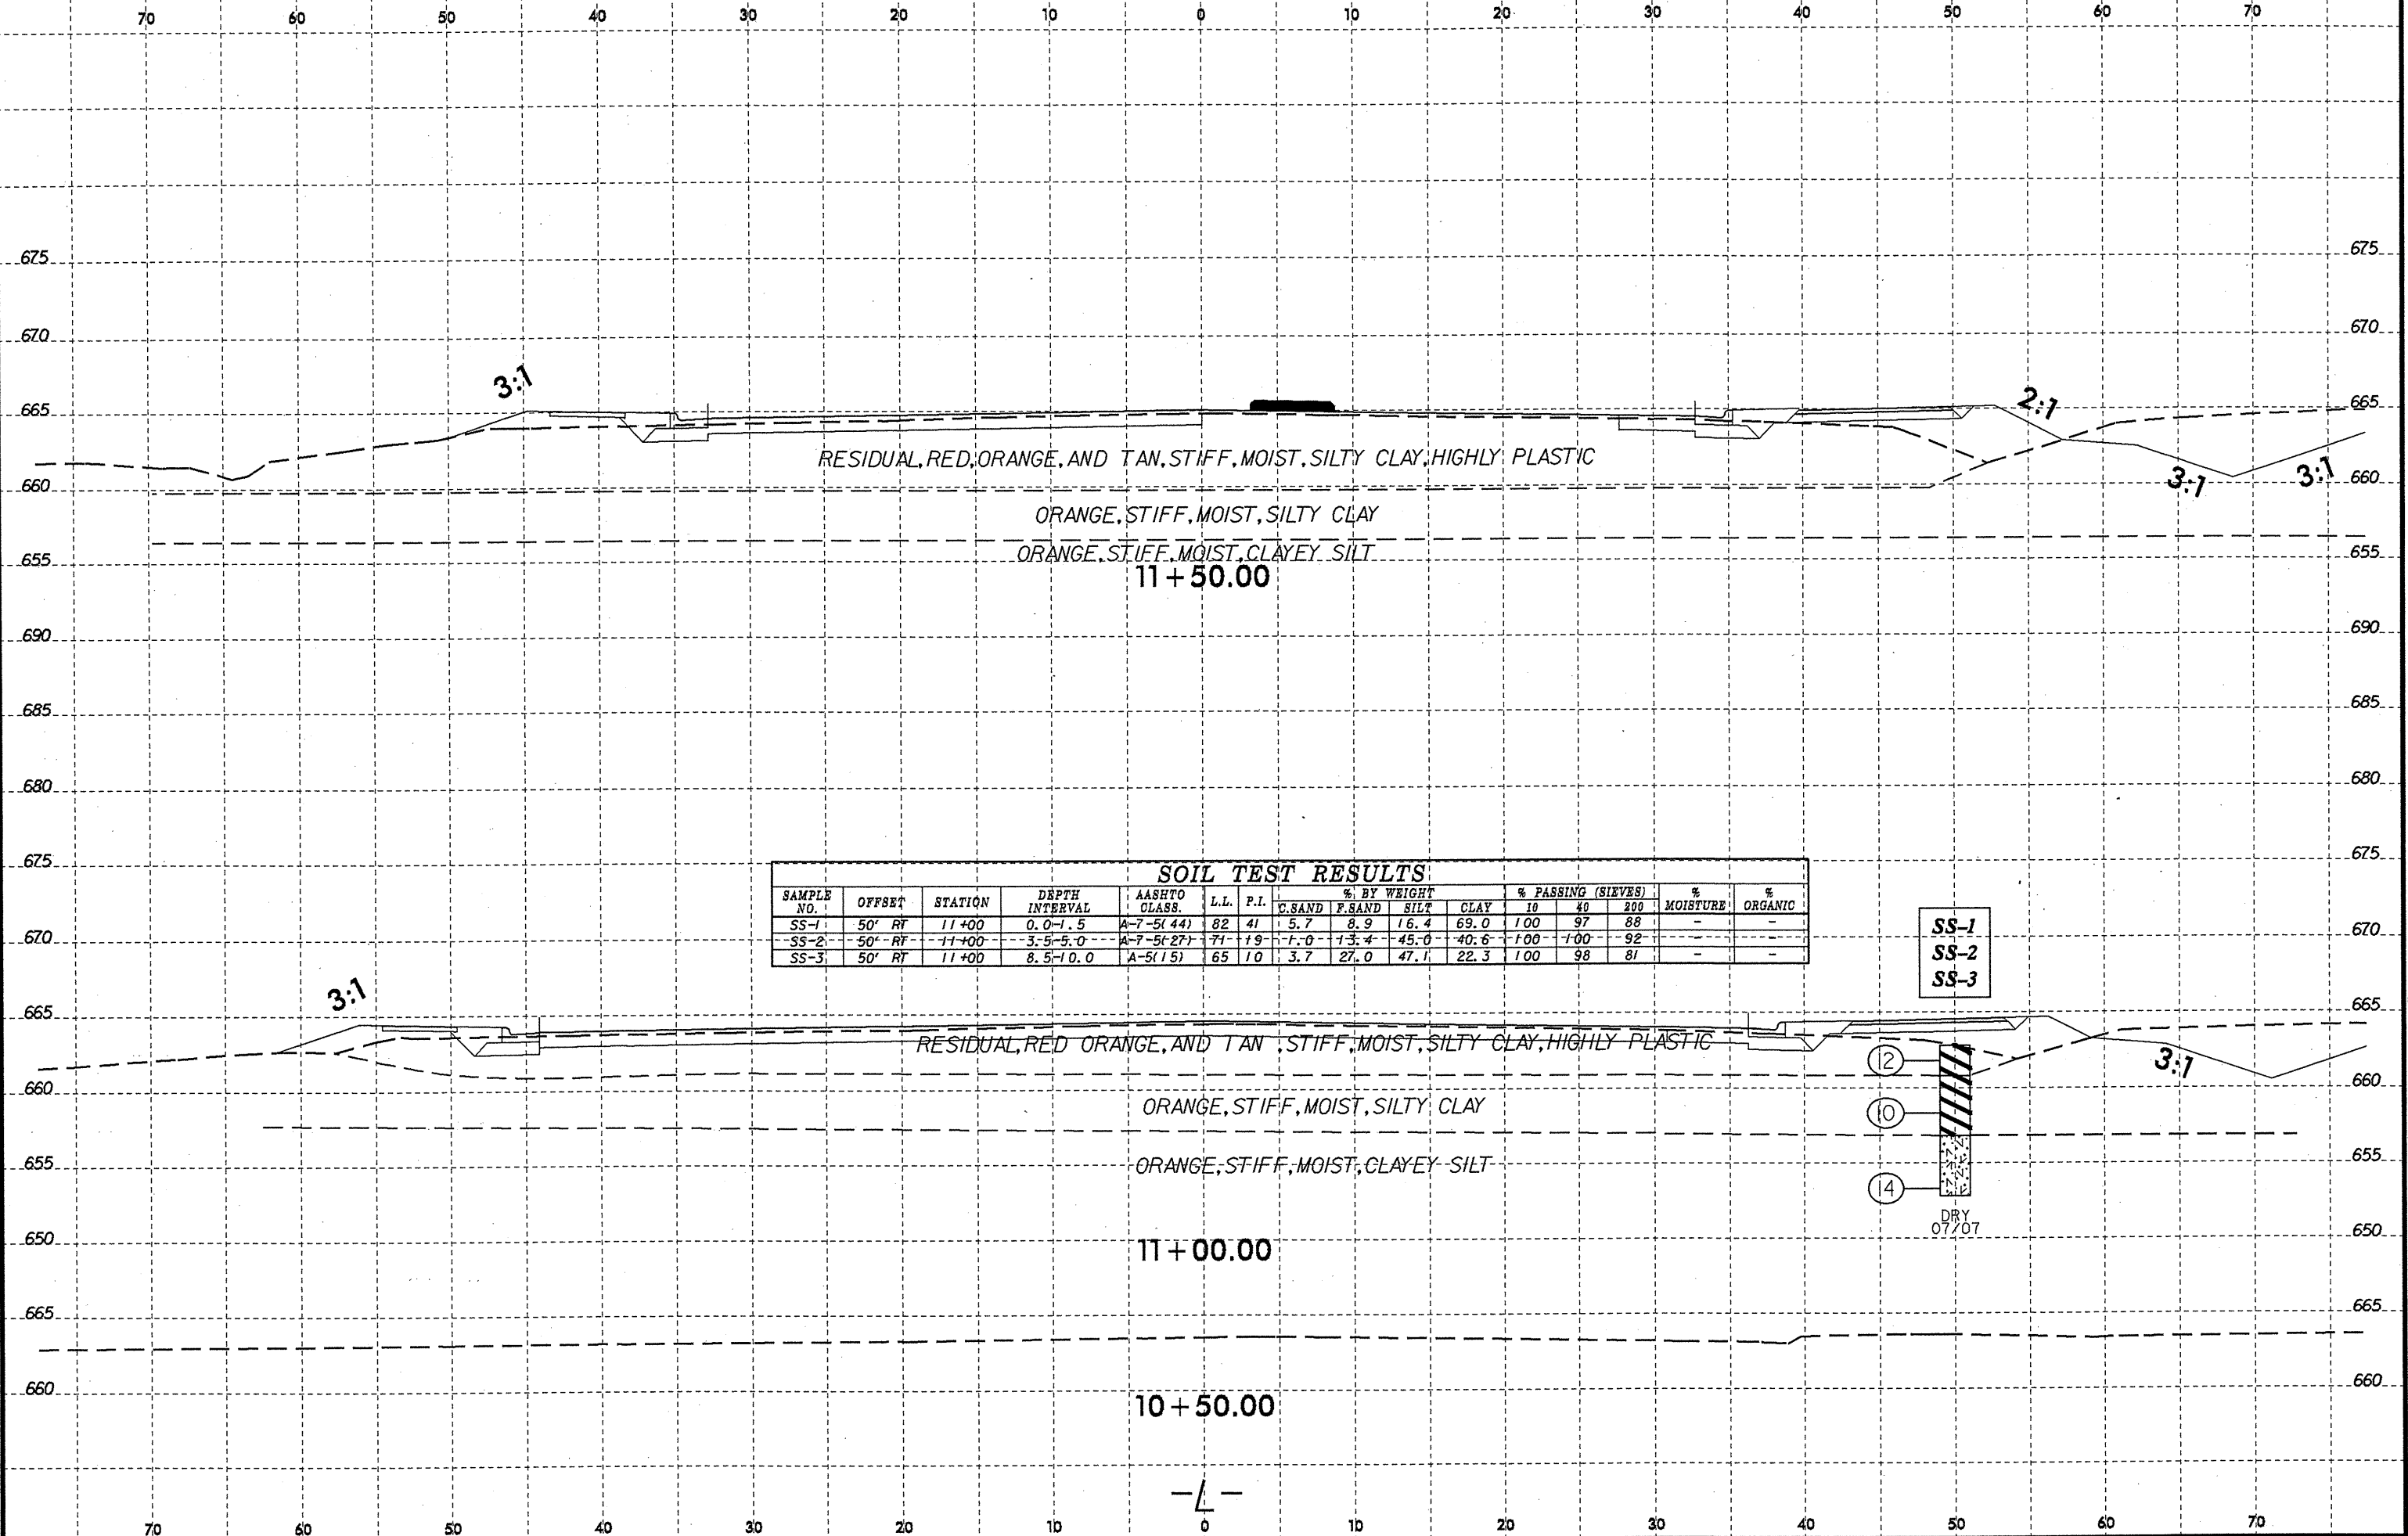 70 60 50 40 30 20 10 0 10 20 30 40 50 60 70
675 675
670 670
3:1
665 2:1 665
RESIDUAL, RED, ORANGE, AND TAN, STIFF, MOIST, SILTY CLAY, HIGHLY PLASTIC
660 3:1 3:1 660
ORANGE, STIFF, MOIST, SILTY CLAY
ORANGE, STIFF, MOIST, CLAYEY SILT
655 655
11+50.00
690 690
685 685
680 680
675 675
SOIL TEST RESULTS
SAMPLE NO. OFFSET STATION DEPTH INTERVAL AASHTO CLASS. L.L. P.I. % BY WEIGHT % PASSING (SIEVES) % MOISTURE % ORGANIC
C.SAND F.SAND SILT CLAY 10 40 200
SS-1 50' RT 11+00 0.0-1.5 A-7-5(44) 82 41 5.7 8.9 16.4 69.0 100 97 88 - -
SS-2 50' RT 11+00 3.5-5.0 A-7-5(27) 71 19 1.0 13.4 45.0 40.6 100 100 92 - -
SS-3 50' RT 11+00 8.5-10.0 A-5(15) 65 10 3.7 27.0 47.1 22.3 100 98 81 - -
SS-1
SS-2
SS-3
670 670
3:1
665 665
RESIDUAL, RED ORANGE, AND TAN , STIFF, MOIST, SILTY CLAY, HIGHLY PLASTIC
12 3:1
660 660
ORANGE, STIFF, MOIST, SILTY CLAY
10
655 655
ORANGE, STIFF, MOIST, CLAYEY SILT
14
DRY
07/07
650 650
11+00.00
665 665
660 660
10+50.00
-L-
70 60 50 40 30 20 10 0 10 20 30 40 50 60 70